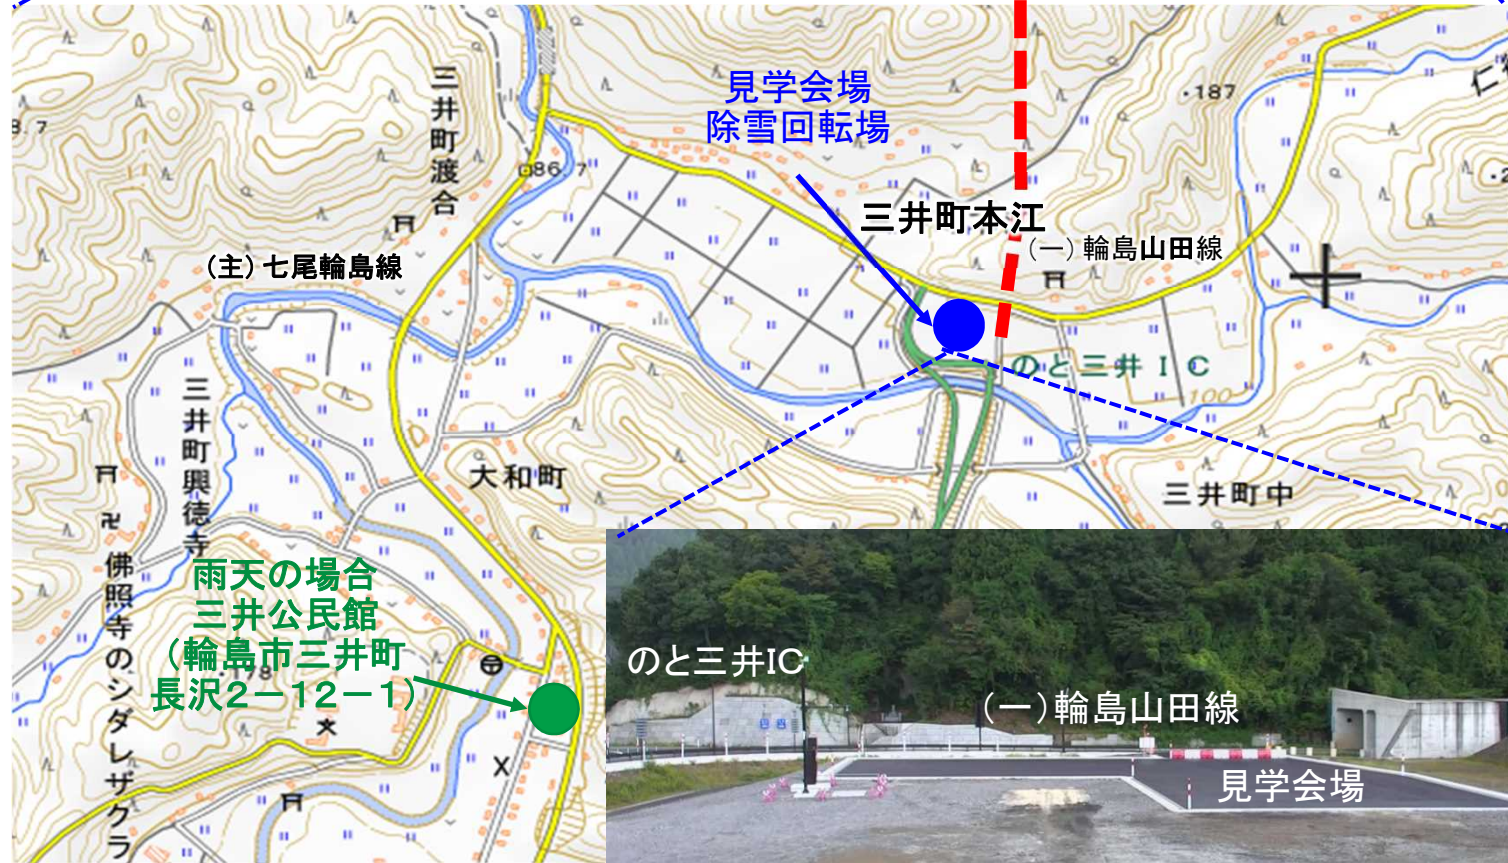 見学会場
除雪回転場
・187
8.7
三井町渡合
86.7
三井町本江
(一)輪島山田線
(主)七尾輪島線
のと三井IC
100
三井町興徳寺
大和町
三井町中
佛照寺のシダレザクラ
雨天の場合
三井公民館
(輪島市三井町
長沢2-12-1)
・178
のと三井IC
(一)輪島山田線
見学会場